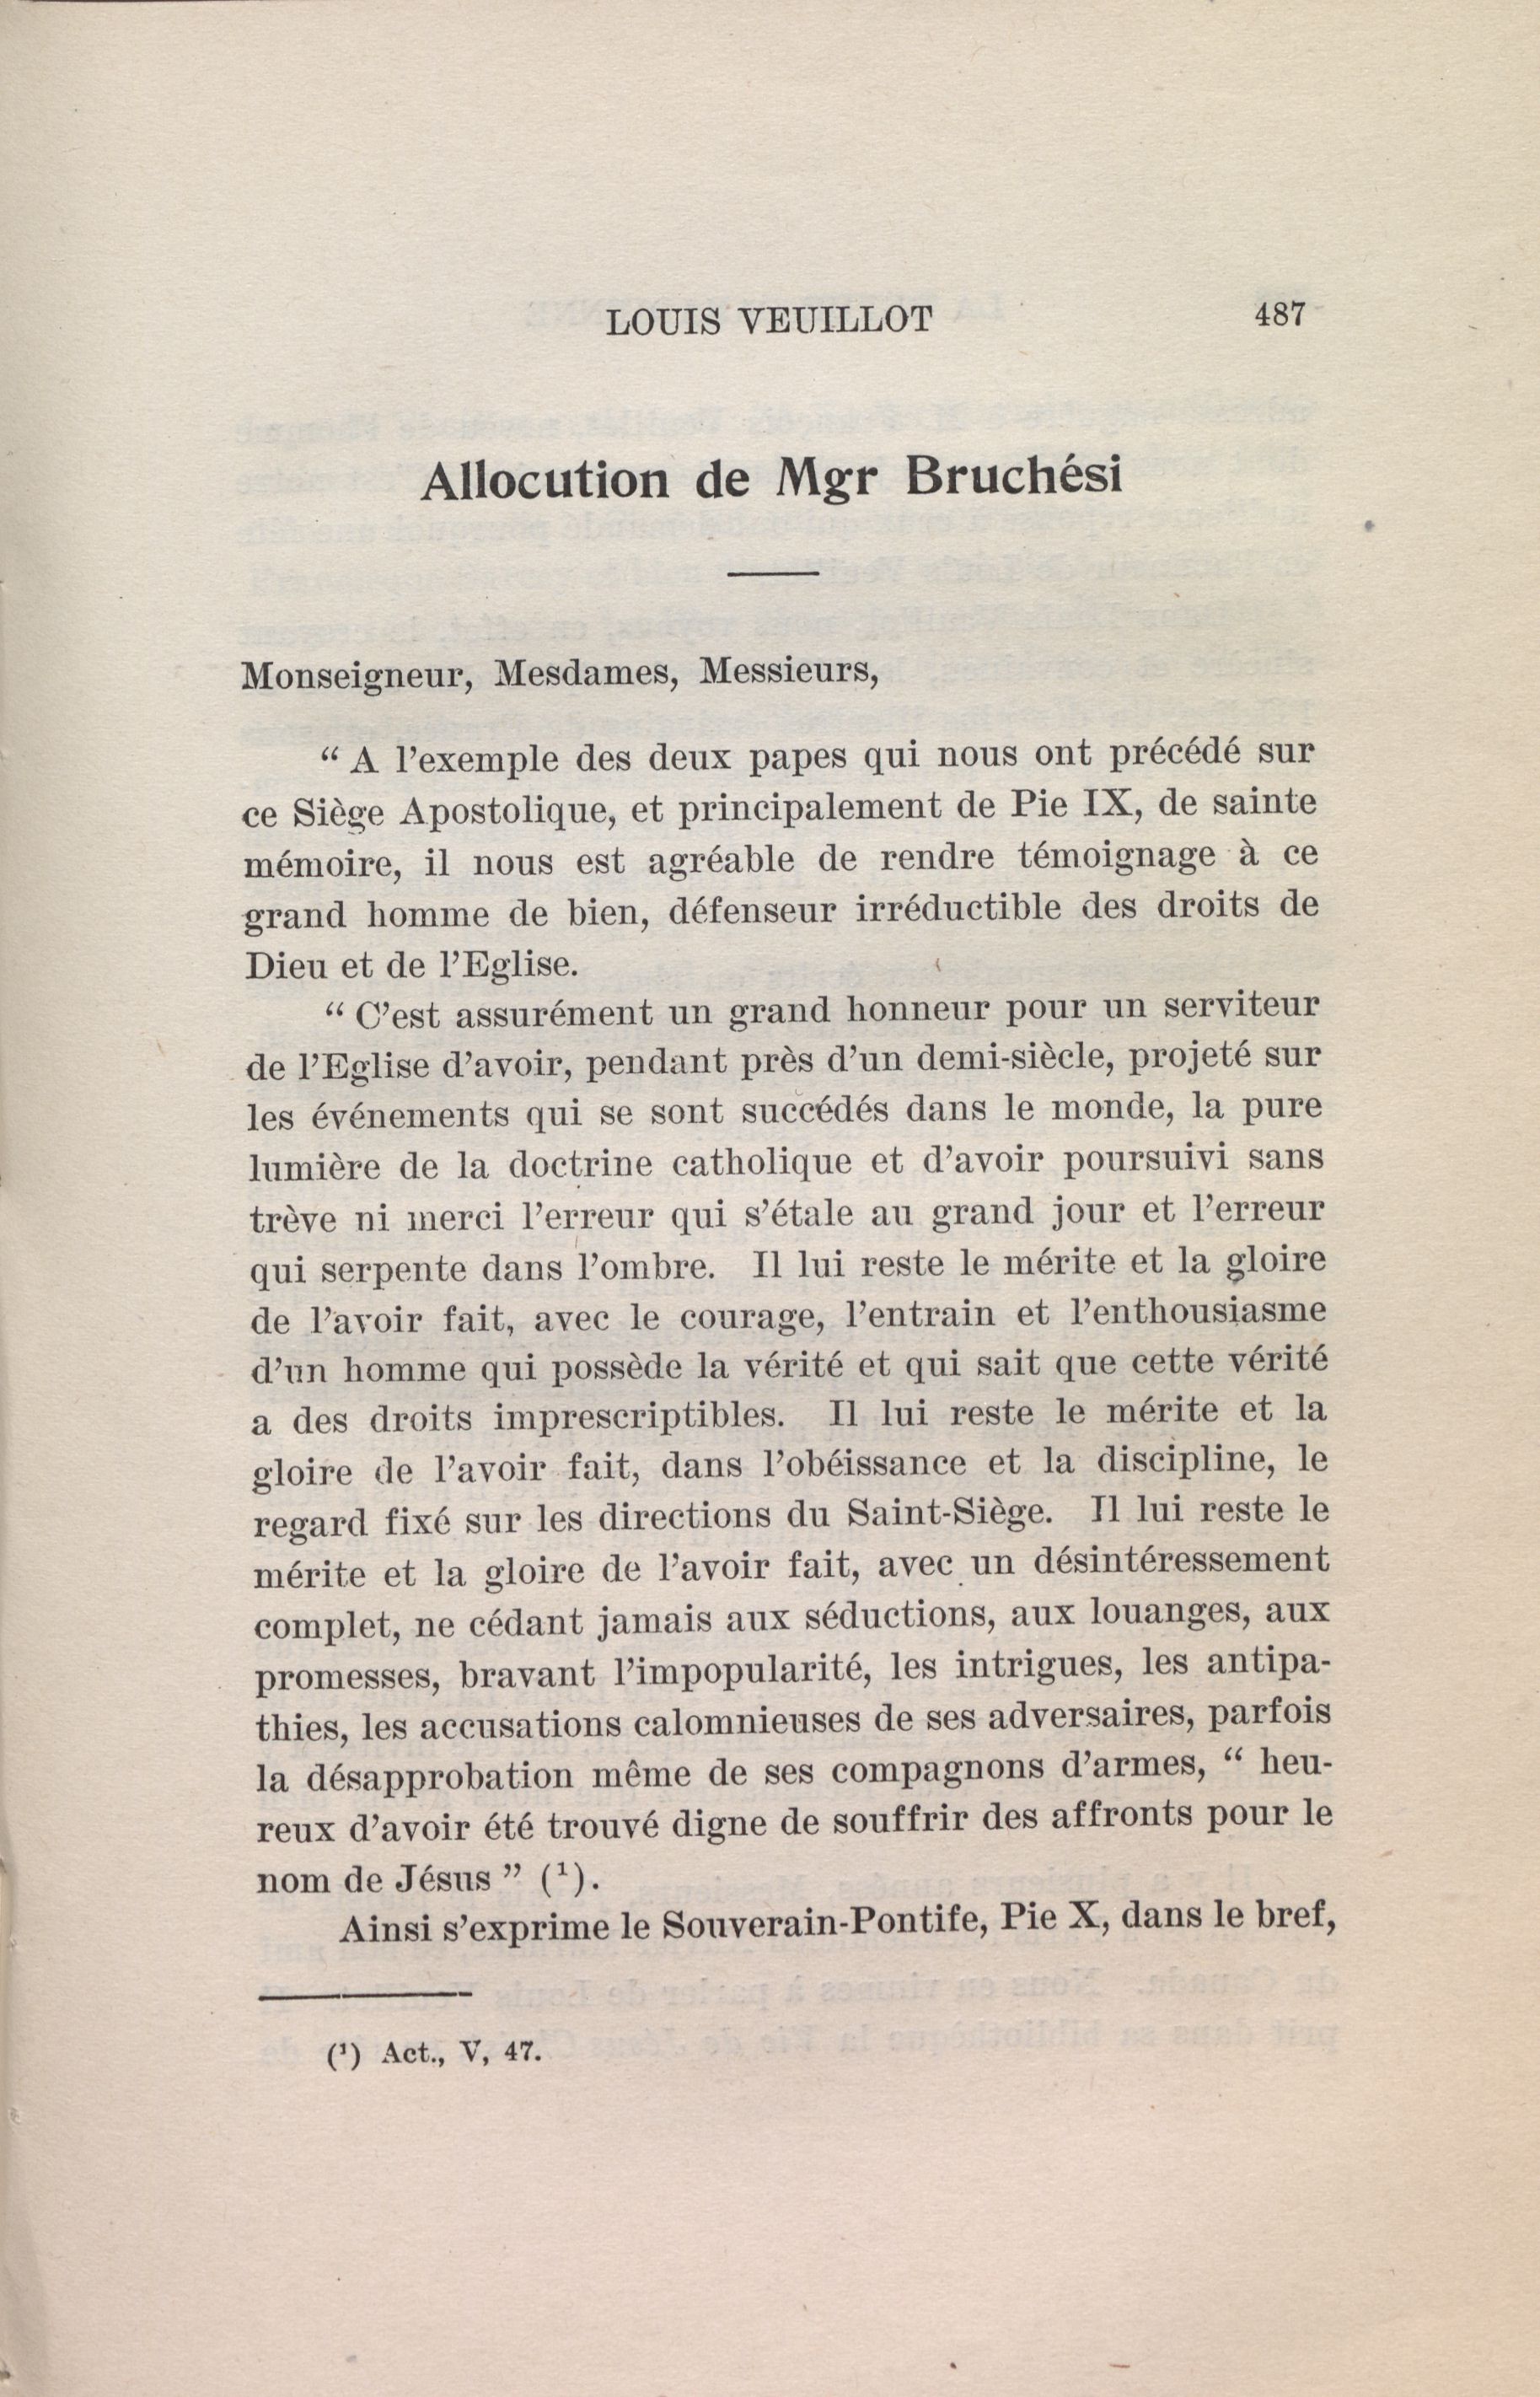 LOUIS VEUILLOT 487
Allocution de Mgr Bruchési
Monseigneur, Mesdames, Messieurs,
“ A l’exemple des deux papes qui nous ont précédé sur
ce Siège Apostolique, et principalement de Pie IX, de sainte
mémoire, il nous est agréable de rendre témoignage à ce
grand homme de bien, défenseur irréductible des droits de
Dieu et de l’Eglise.
“ C’est assurément un grand honneur pour un serviteur
de l’Eglise d’avoir, pendant près d’un demi-siècle, projeté sur
les événements qui se sont succédés dans le monde, la pure
lumière de la doctrine catholique et d’avoir poursuivi sans
trève ni merci l’erreur qui s’étale au grand jour et l’erreur
qui serpente dans l’ombre. Il lui reste le mérite et la gloire
de l’avoir fait, avec le courage, l’entrain et l’enthousiasme
d’un homme qui possède la vérité et qui sait que cette vérité
a des droits imprescriptibles. Il lui reste le mérite et la
gloire de l’avoir fait, dans l’obéissance et la discipline, le
regard fixé sur les directions du Saint-Siège. Il lui reste le
mérite et la gloire de l’avoir fait, avec un désintéressement
complet, ne cédant jamais aux séductions, aux louanges, aux
promesses, bravant l’impopularité, les intrigues, les antipa-
thies, les accusations calomnieuses de ses adversaires, parfois
la désapprobation même de ses compagnons d’armes, “ heu-
reux d’avoir été trouvé digne de souffrir des affronts pour le
nom de Jésus ” (¹).
Ainsi s’exprime le Souverain-Pontife, Pie X, dans le bref,
(¹) Act., V, 47.